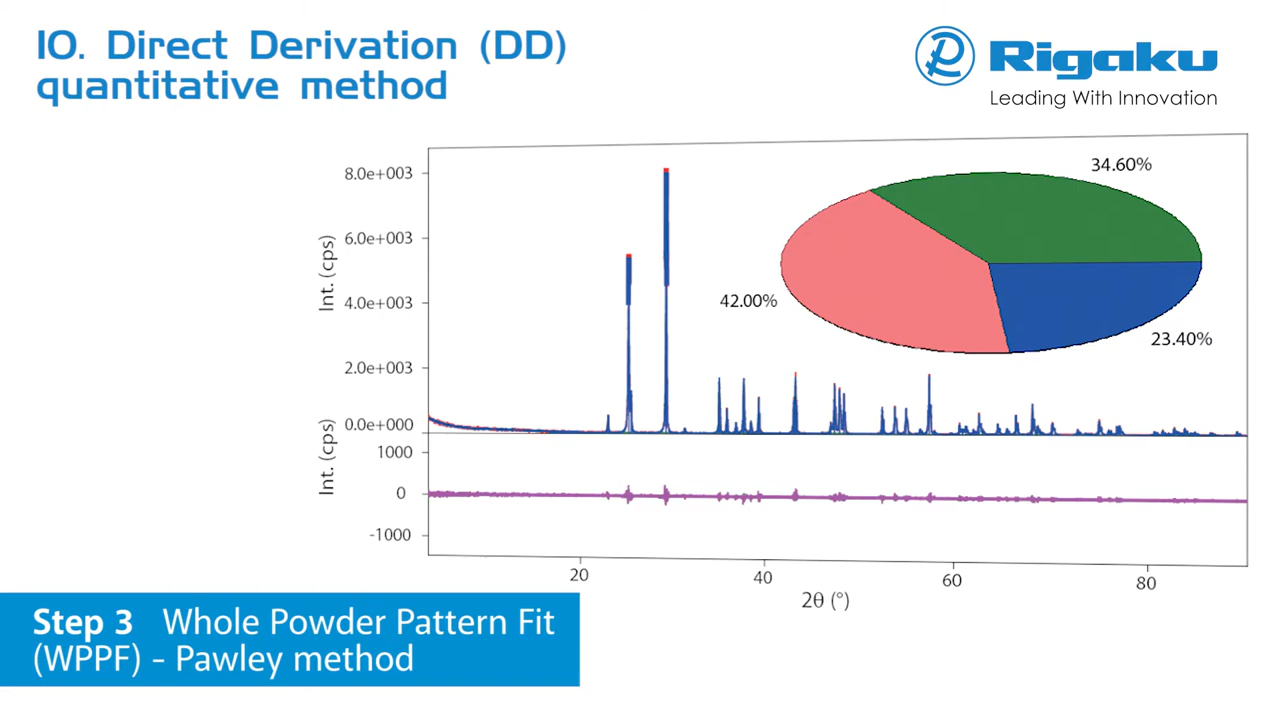 10. Direct Derivation (DD)
quantitative method
Rigaku
Leading With Innovation
34.60%
42.00%
23.40%
Int. (cps)
8.0e+003
6.0e+003
4.0e+003
2.0e+003
0.0e+000
Int. (cps)
1000
0
-1000
20
40
60
80
2θ (°)
Step 3 Whole Powder Pattern Fit
(WPPF) - Pawley method